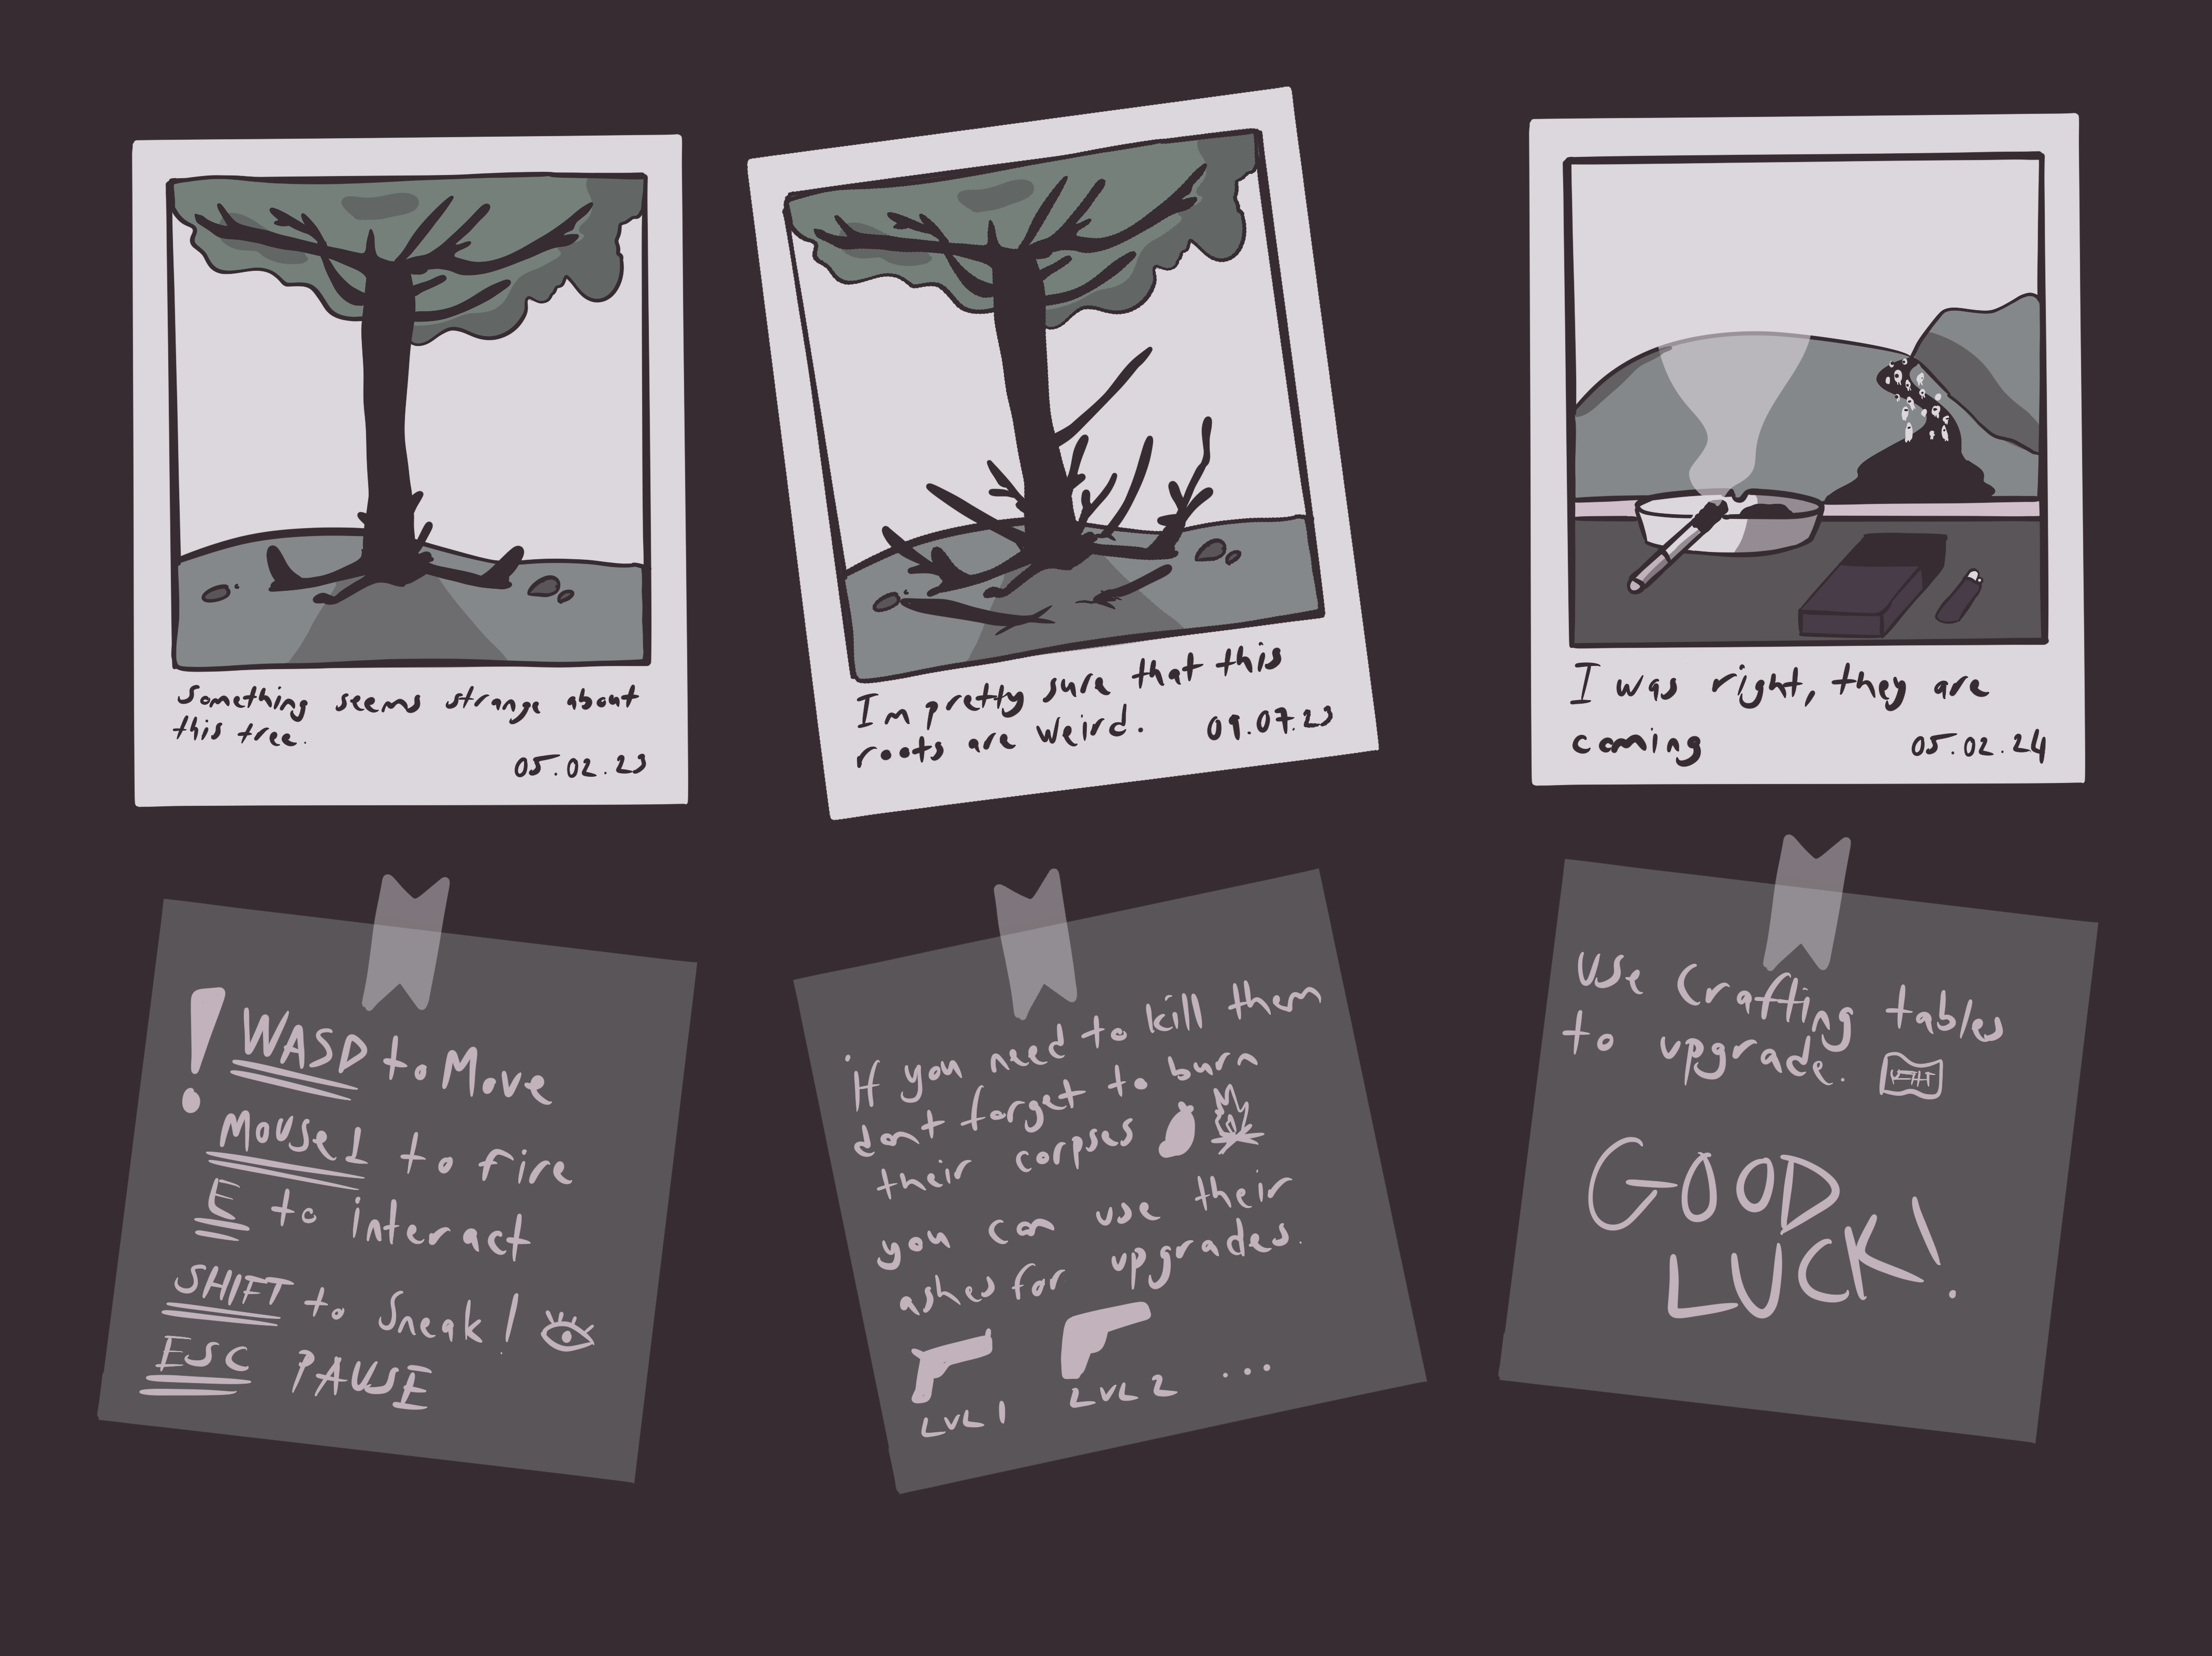 Something seems strange about
this tree.
05.02.23
Im pretty sure that this
roots are weird. 09.07.23
I was right, they are
coming 05.02.24
! WASD to Move
Mouse1 to fire
E to interact
SHIFT to Sneak!
ESC PAUSE
if you need to kill them
dont forget to burn
their corpses
you can use their
ashes for upgrades.
LVL 1 LVL 2 ...
Use Crafting tables
to upgrade.
GOOD
LUCK!.